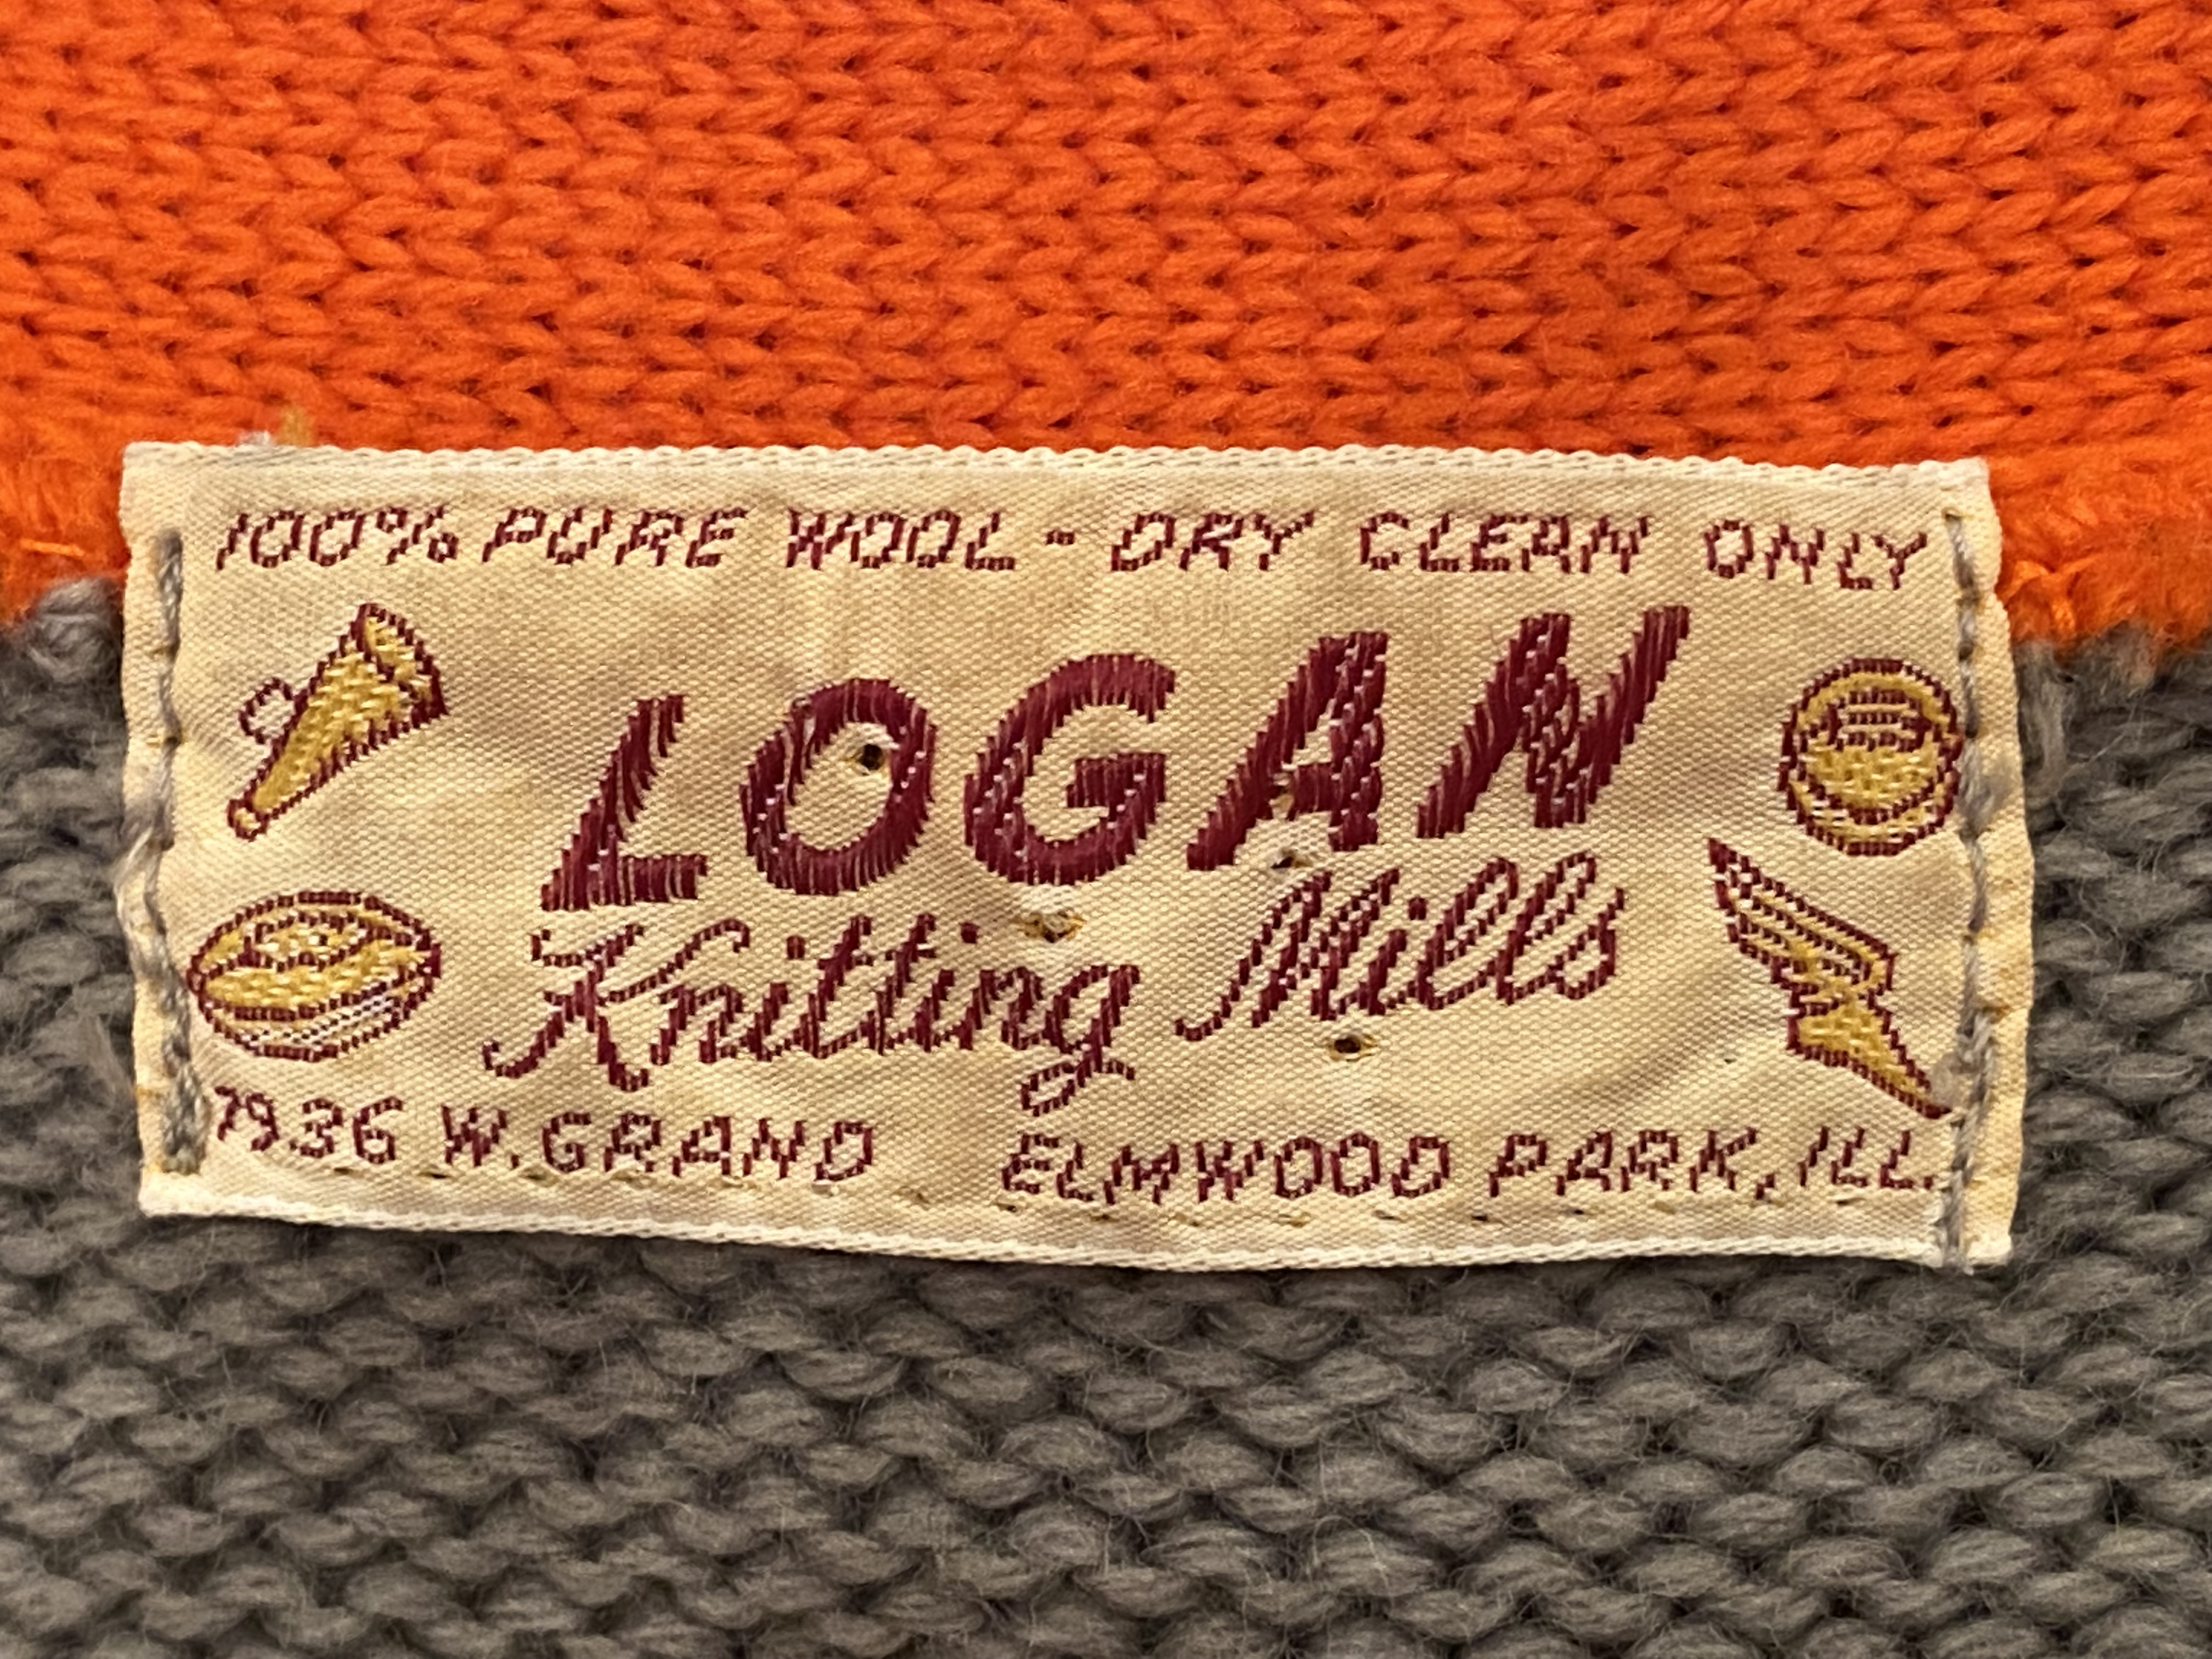 100% PURE WOOL - DRY CLEAN ONLY
LOGAN
Knitting Mills
7936 W. GRAND ELMWOOD PARK, ILL.